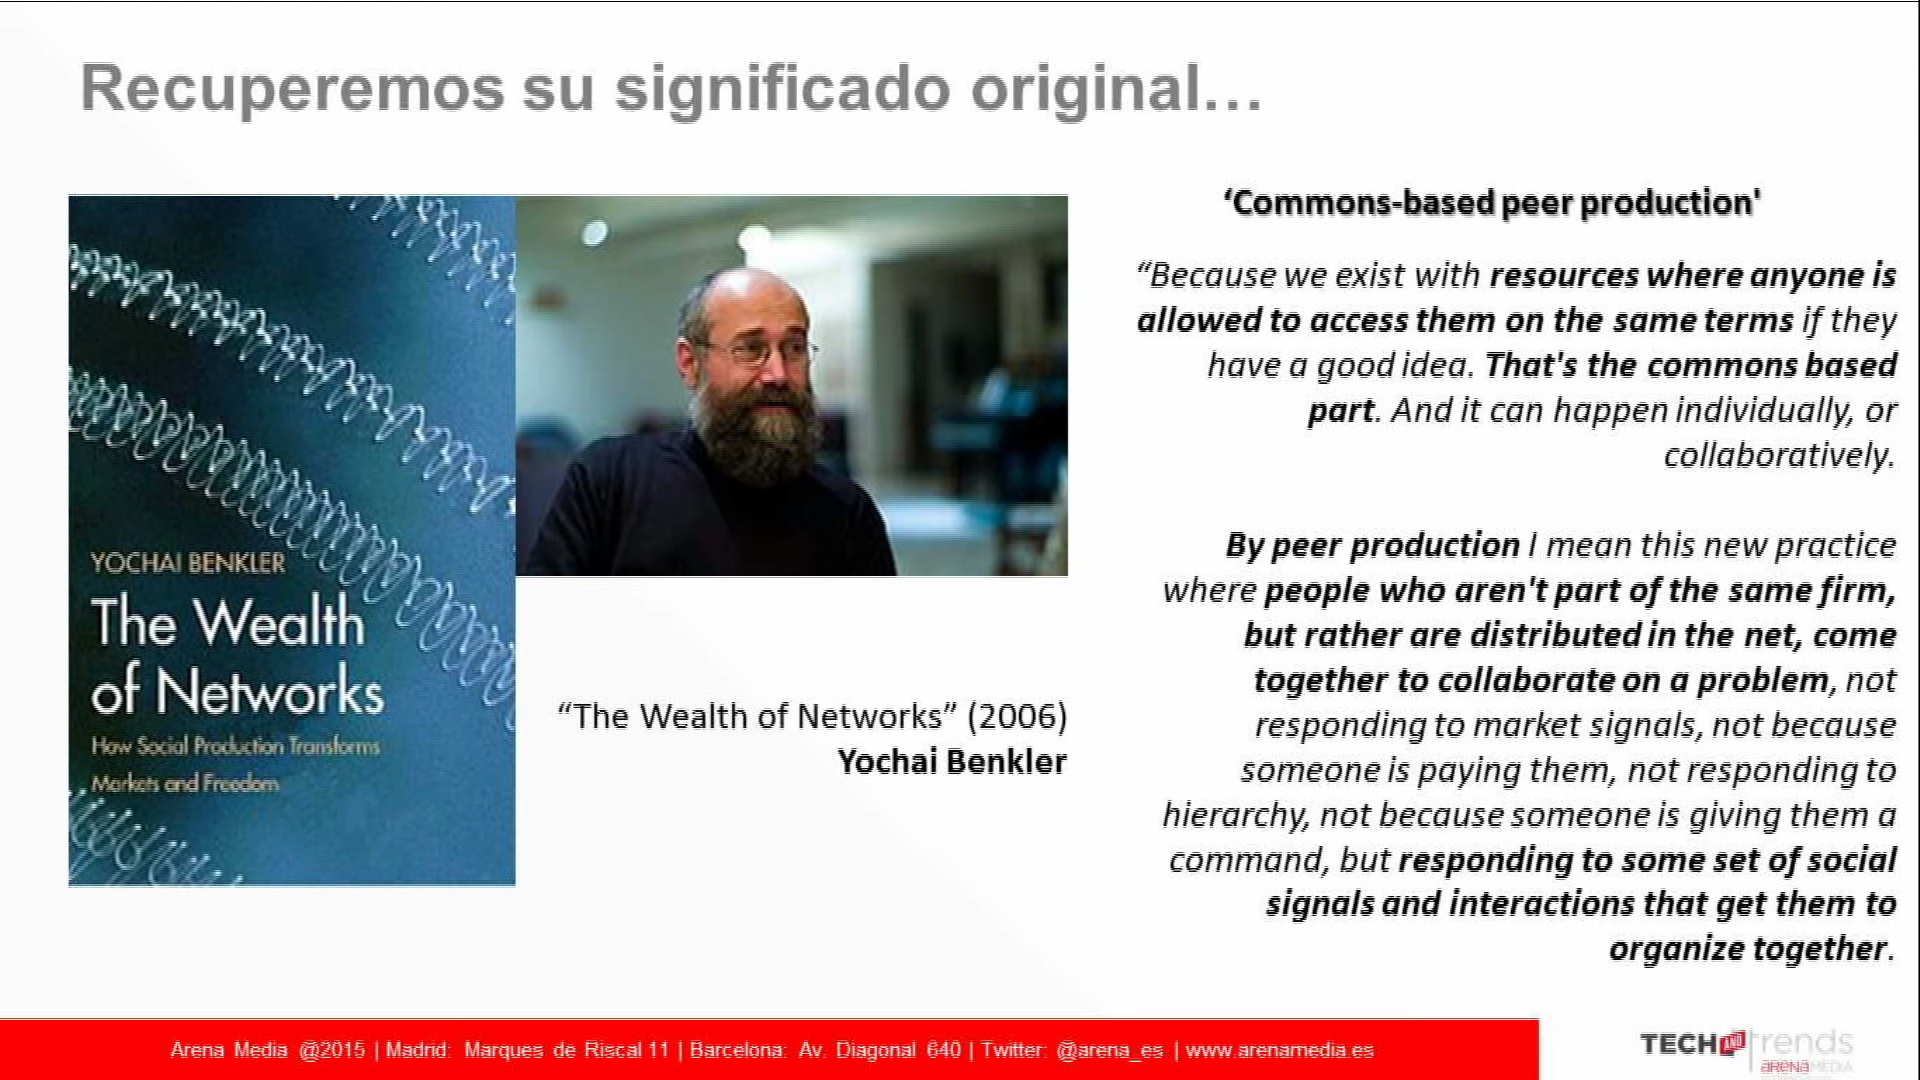 Recuperemos su significado original…
YOCHAI BENKLER
The Wealth
of Networks
How Social Production Transforms
Markets and Freedom
“The Wealth of Networks” (2006)
Yochai Benkler
‘Commons-based peer production'
“Because we exist with resources where anyone is
allowed to access them on the same terms if they
have a good idea. That's the commons based
part. And it can happen individually, or
collaboratively.
By peer production I mean this new practice
where people who aren't part of the same firm,
but rather are distributed in the net, come
together to collaborate on a problem, not
responding to market signals, not because
someone is paying them, not responding to
hierarchy, not because someone is giving them a
command, but responding to some set of social
signals and interactions that get them to
organize together.
Arena Media @2015 | Madrid: Marques de Riscal 11 | Barcelona: Av. Diagonal 640 | Twitter: @arena_es | www.arenamedia.es
TECH AND trends
arena MEDIA